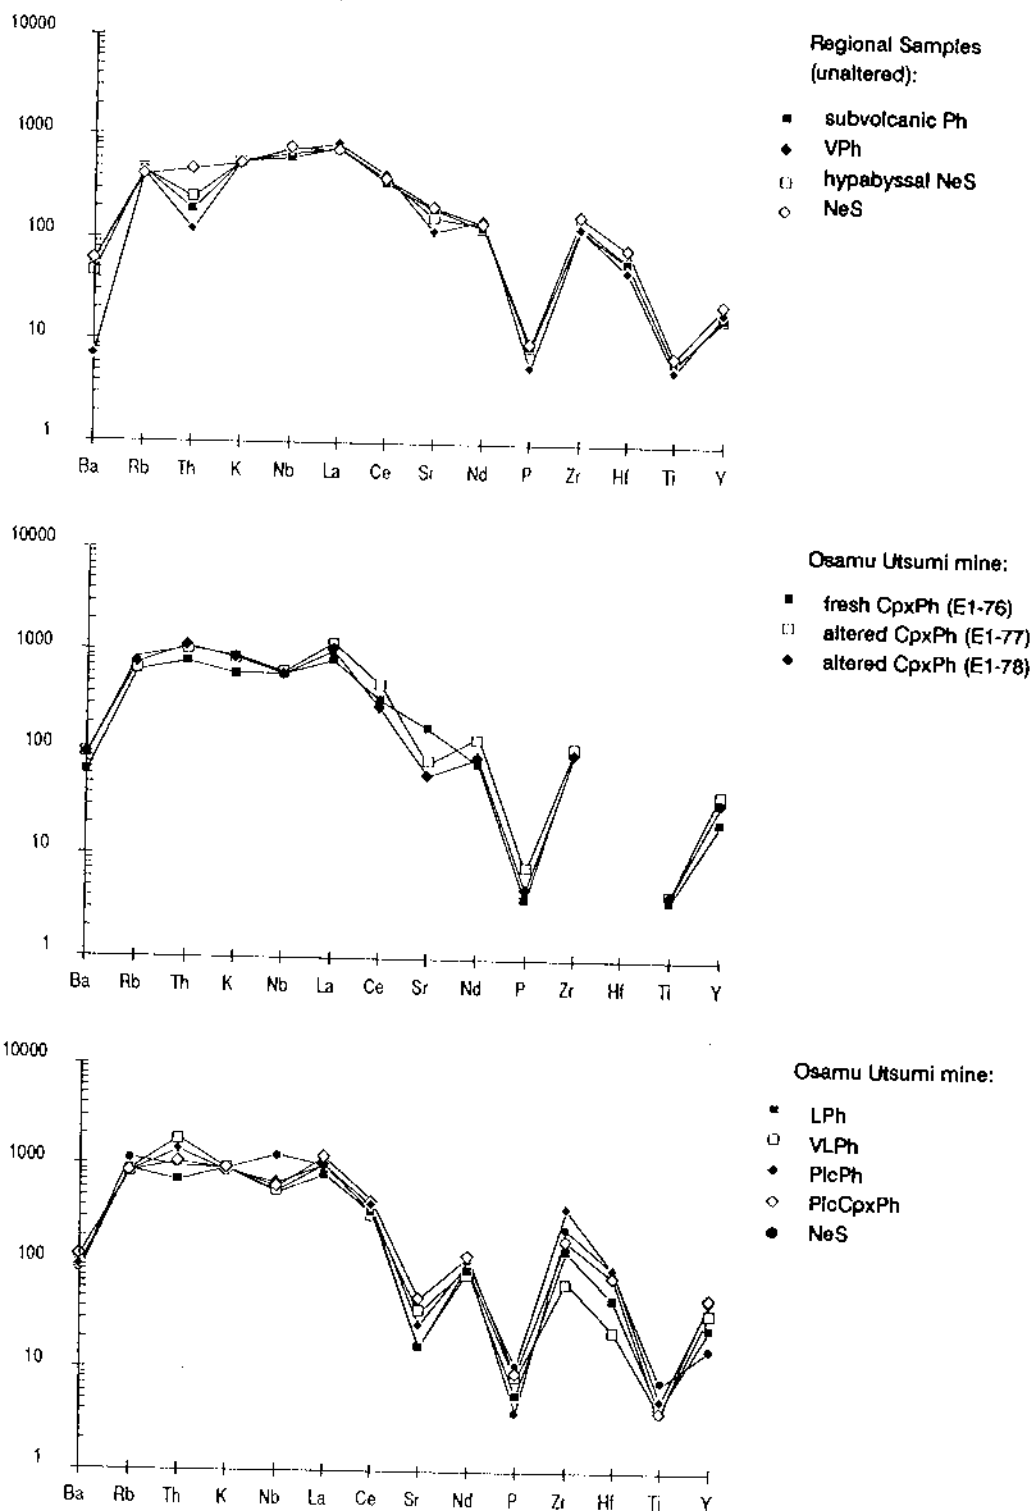 10000
1000
100
10
1
Ba Rb Th K Nb La Ce Sr Nd P Zr Hf Ti Y
Regional Samples
(unaltered):
subvolcanic Ph
VPh
hypabyssal NeS
NeS
10000
1000
100
10
1
Ba Rb Th K Nb La Ce Sr Nd P Zr Hf Ti Y
Osamu Utsumi mine:
fresh CpxPh (E1-76)
altered CpxPh (E1-77)
altered CpxPh (E1-78)
10000
1000
100
10
1
Ba Rb Th K Nb La Ce Sr Nd P Zr Hf Ti Y
Osamu Utsumi mine:
LPh
VLPh
PlcPh
PlcCpxPh
NeS